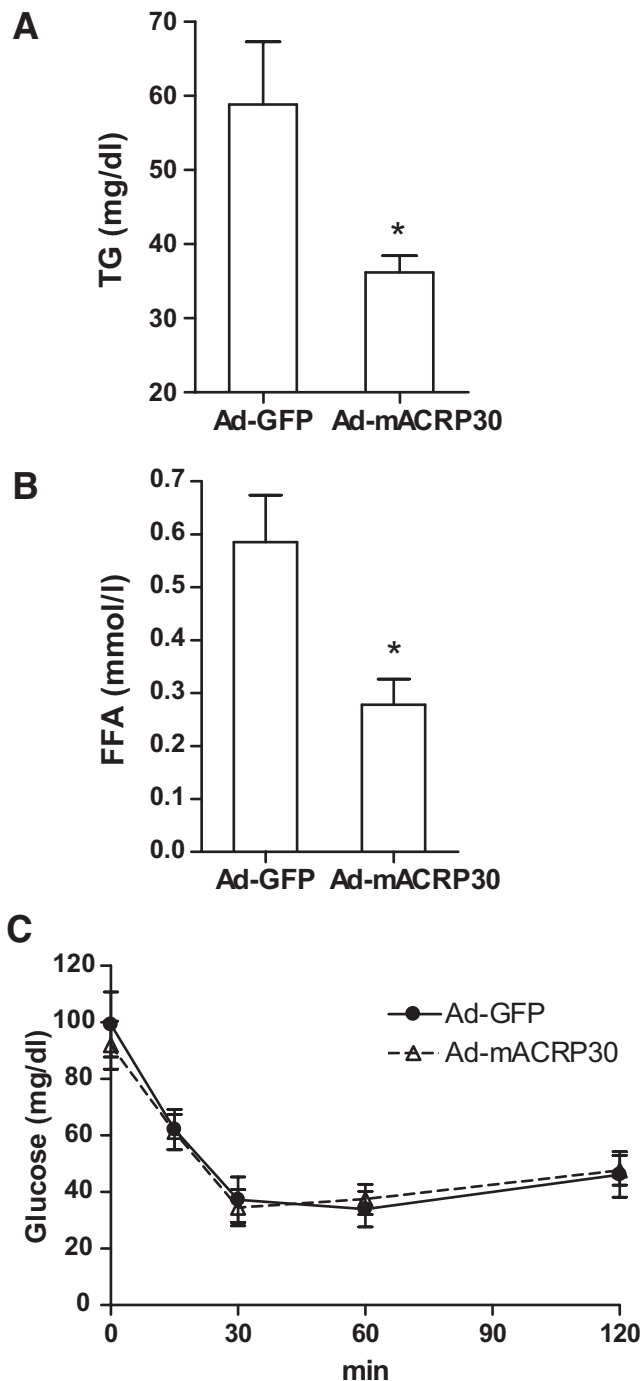 A
TG (mg/dl)
70
60
50
40
30
20
*
Ad-GFP Ad-mACRP30
B
FFA (mmol/l)
0.7
0.6
0.5
0.4
0.3
0.2
0.1
0.0
*
Ad-GFP Ad-mACRP30
C
Glucose (mg/dl)
120
100
80
60
40
20
0
Ad-GFP
Ad-mACRP30
0 30 60 90 120
min